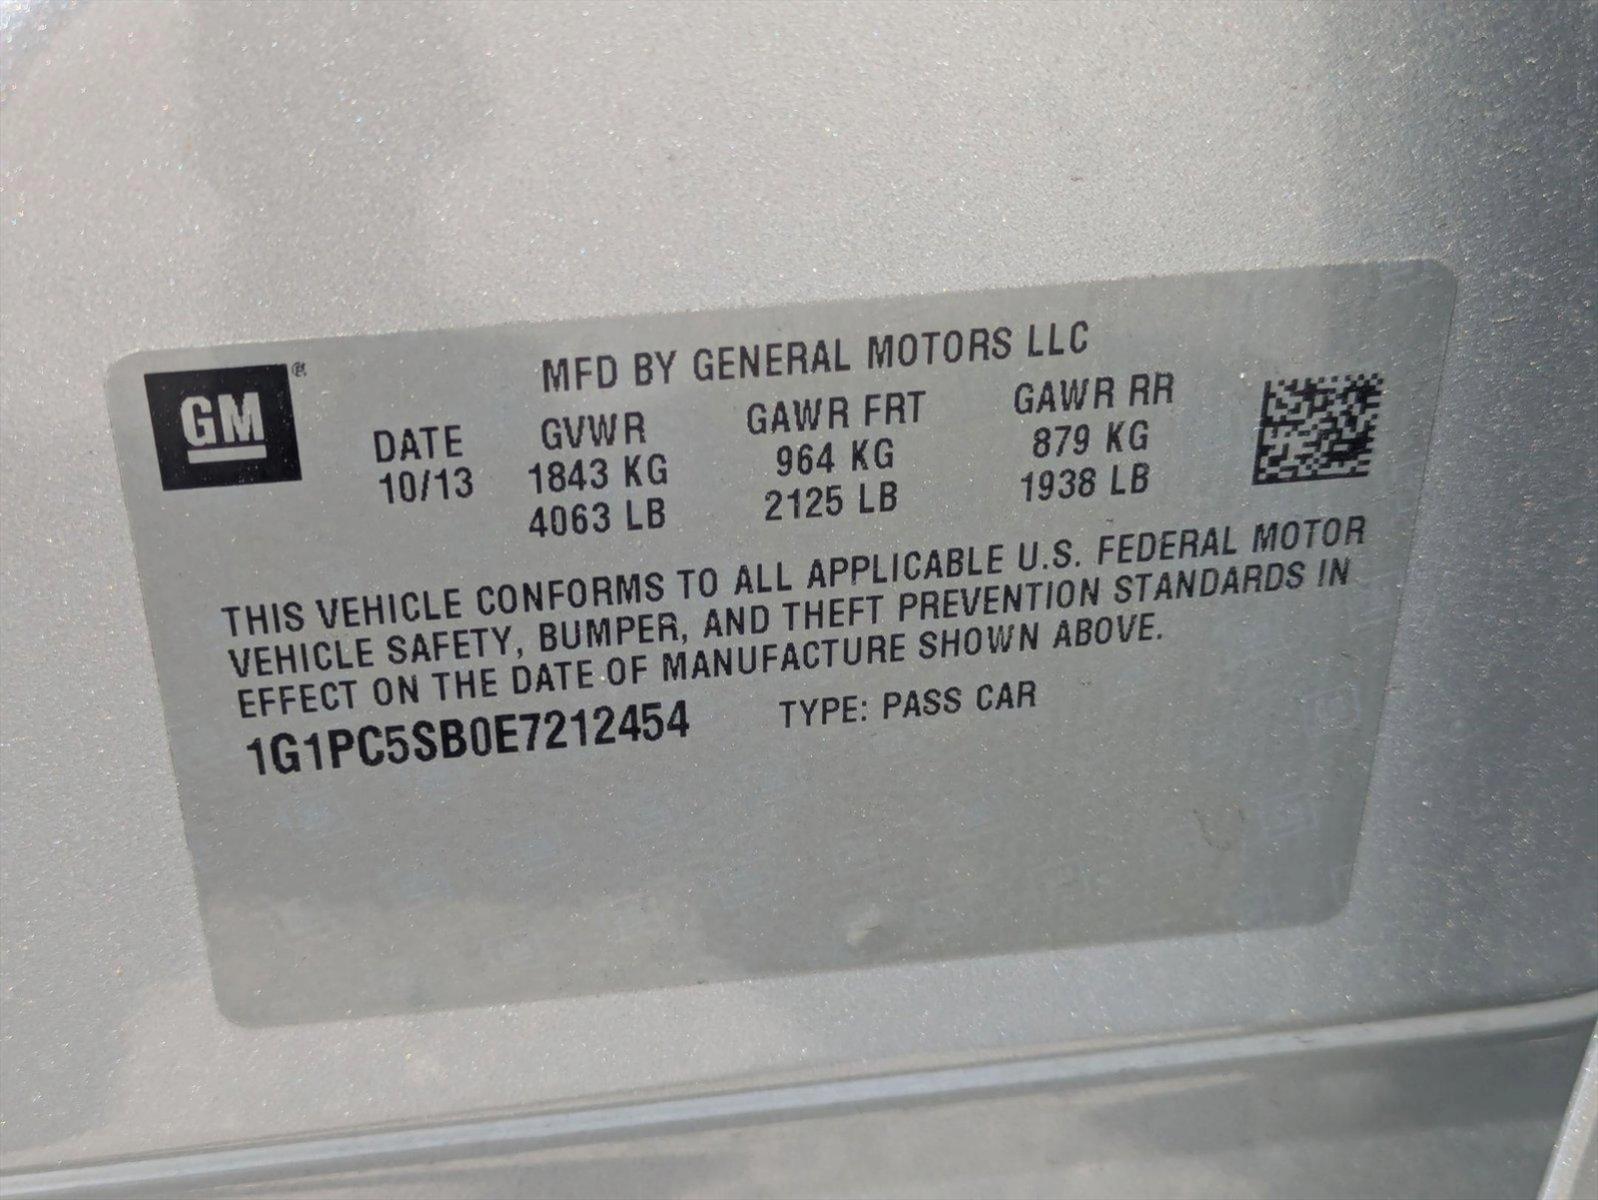 GM®
MFD BY GENERAL MOTORS LLC
DATE GVWR GAWR FRT GAWR RR
10/13 1843 KG 964 KG 879 KG
4063 LB 2125 LB 1938 LB
THIS VEHICLE CONFORMS TO ALL APPLICABLE U.S. FEDERAL MOTOR
VEHICLE SAFETY, BUMPER, AND THEFT PREVENTION STANDARDS IN
EFFECT ON THE DATE OF MANUFACTURE SHOWN ABOVE.
1G1PC5SB0E7212454 TYPE: PASS CAR